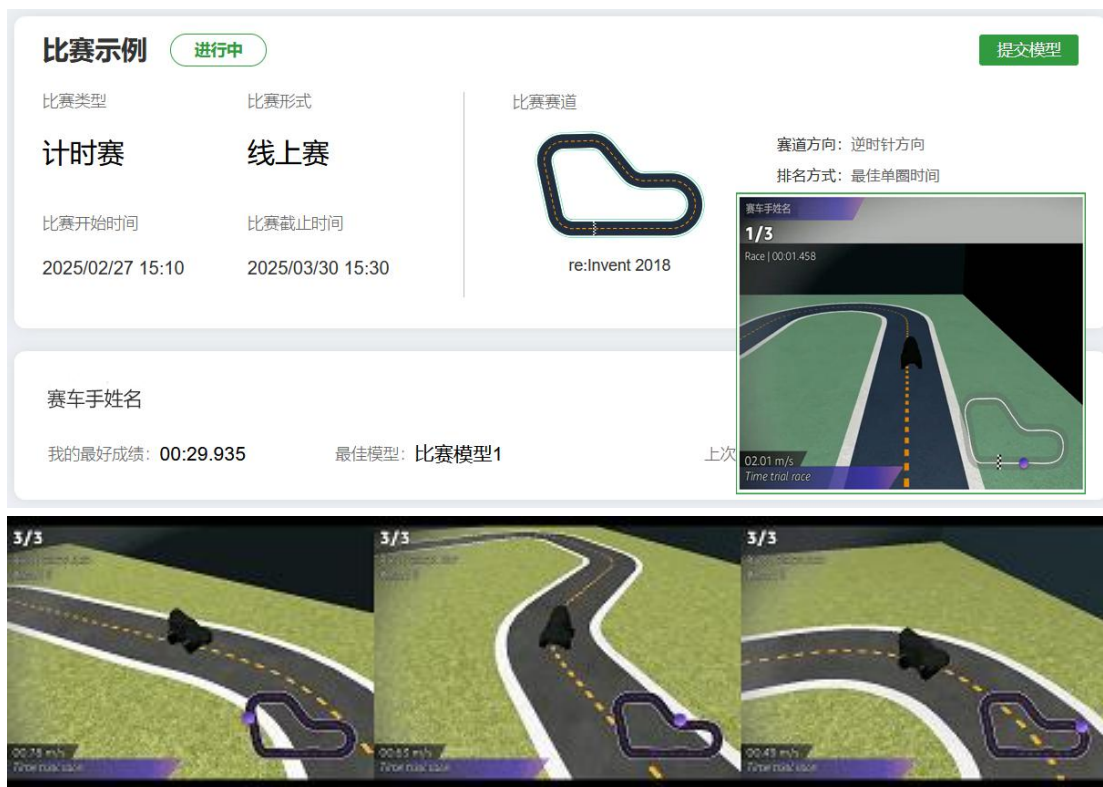 比赛示例
进行中
提交模型
比赛类型
比赛形式
比赛赛道
计时赛
线上赛
赛道方向：逆时针方向
排名方式：最佳单圈时间
比赛开始时间
比赛截止时间
2025/02/27 15:10
2025/03/30 15:30
re:Invent 2018
赛车手姓名
1/3
Race | 00:01.458
02.01 m/s
Time trial race
赛车手姓名
我的最好成绩：00:29.935
最佳模型：比赛模型1
上次
3/3
00.78 m/s
Time trial race
3/3
00.63 m/s
Time trial race
3/3
00.49 m/s
Time trial race